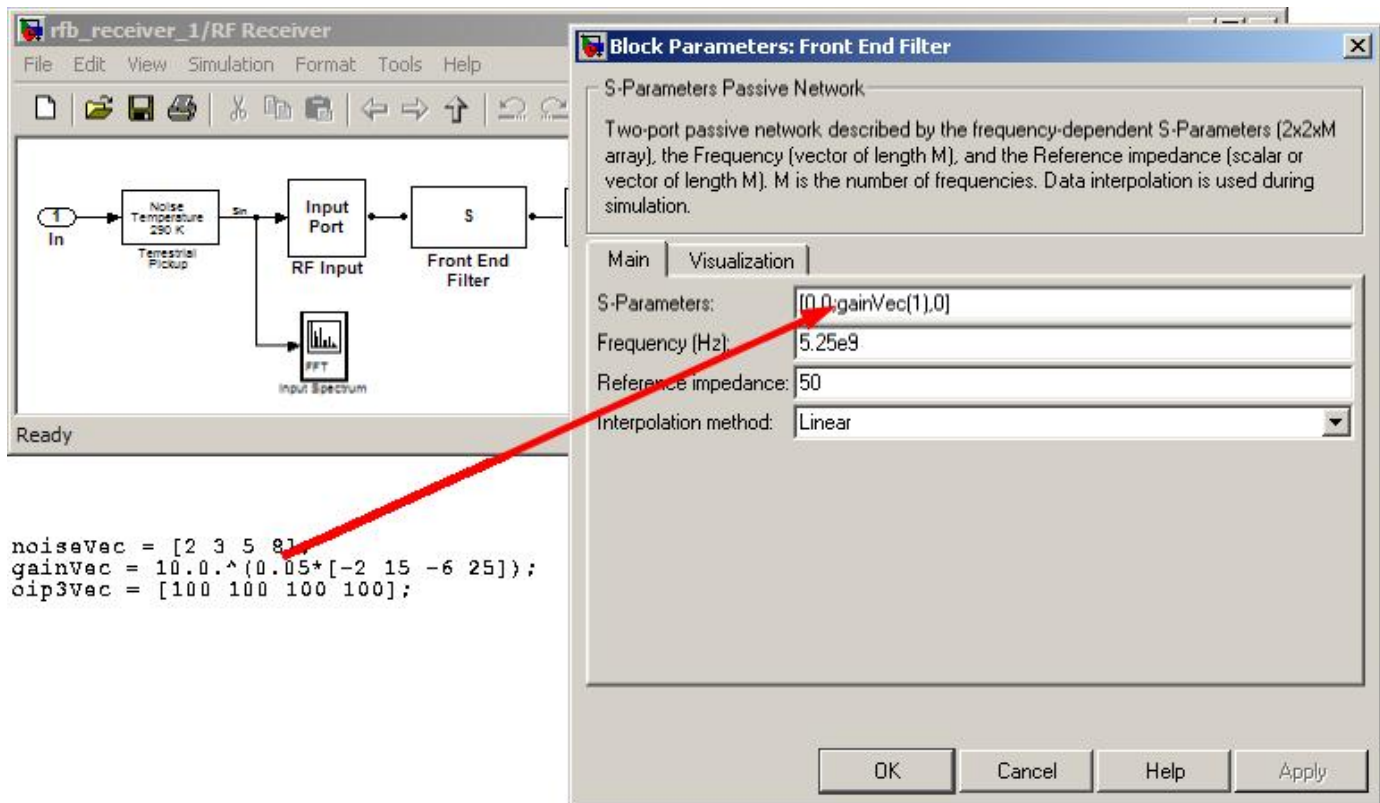 rfb_receiver_1/RF Receiver
File Edit View Simulation Format Tools Help
1
In
Noise
Temperature
290 K
Terrestrial
Pickup
Sin
Input
Port
RF Input
S
Front End
Filter
FFT
Input Spectrum
Ready
noiseVec = [2 3 5 8];
gainVec = 10.0.^(0.05*[-2 15 -6 25]);
oip3Vec = [100 100 100 100];
Block Parameters: Front End Filter
S-Parameters Passive Network
Two-port passive network described by the frequency-dependent S-Parameters (2x2xM
array), the Frequency (vector of length M), and the Reference impedance (scalar or
vector of length M). M is the number of frequencies. Data interpolation is used during
simulation.
Main Visualization
S-Parameters: [0,0;gainVec(1),0]
Frequency (Hz): 5.25e9
Reference impedance: 50
Interpolation method: Linear
OK Cancel Help Apply